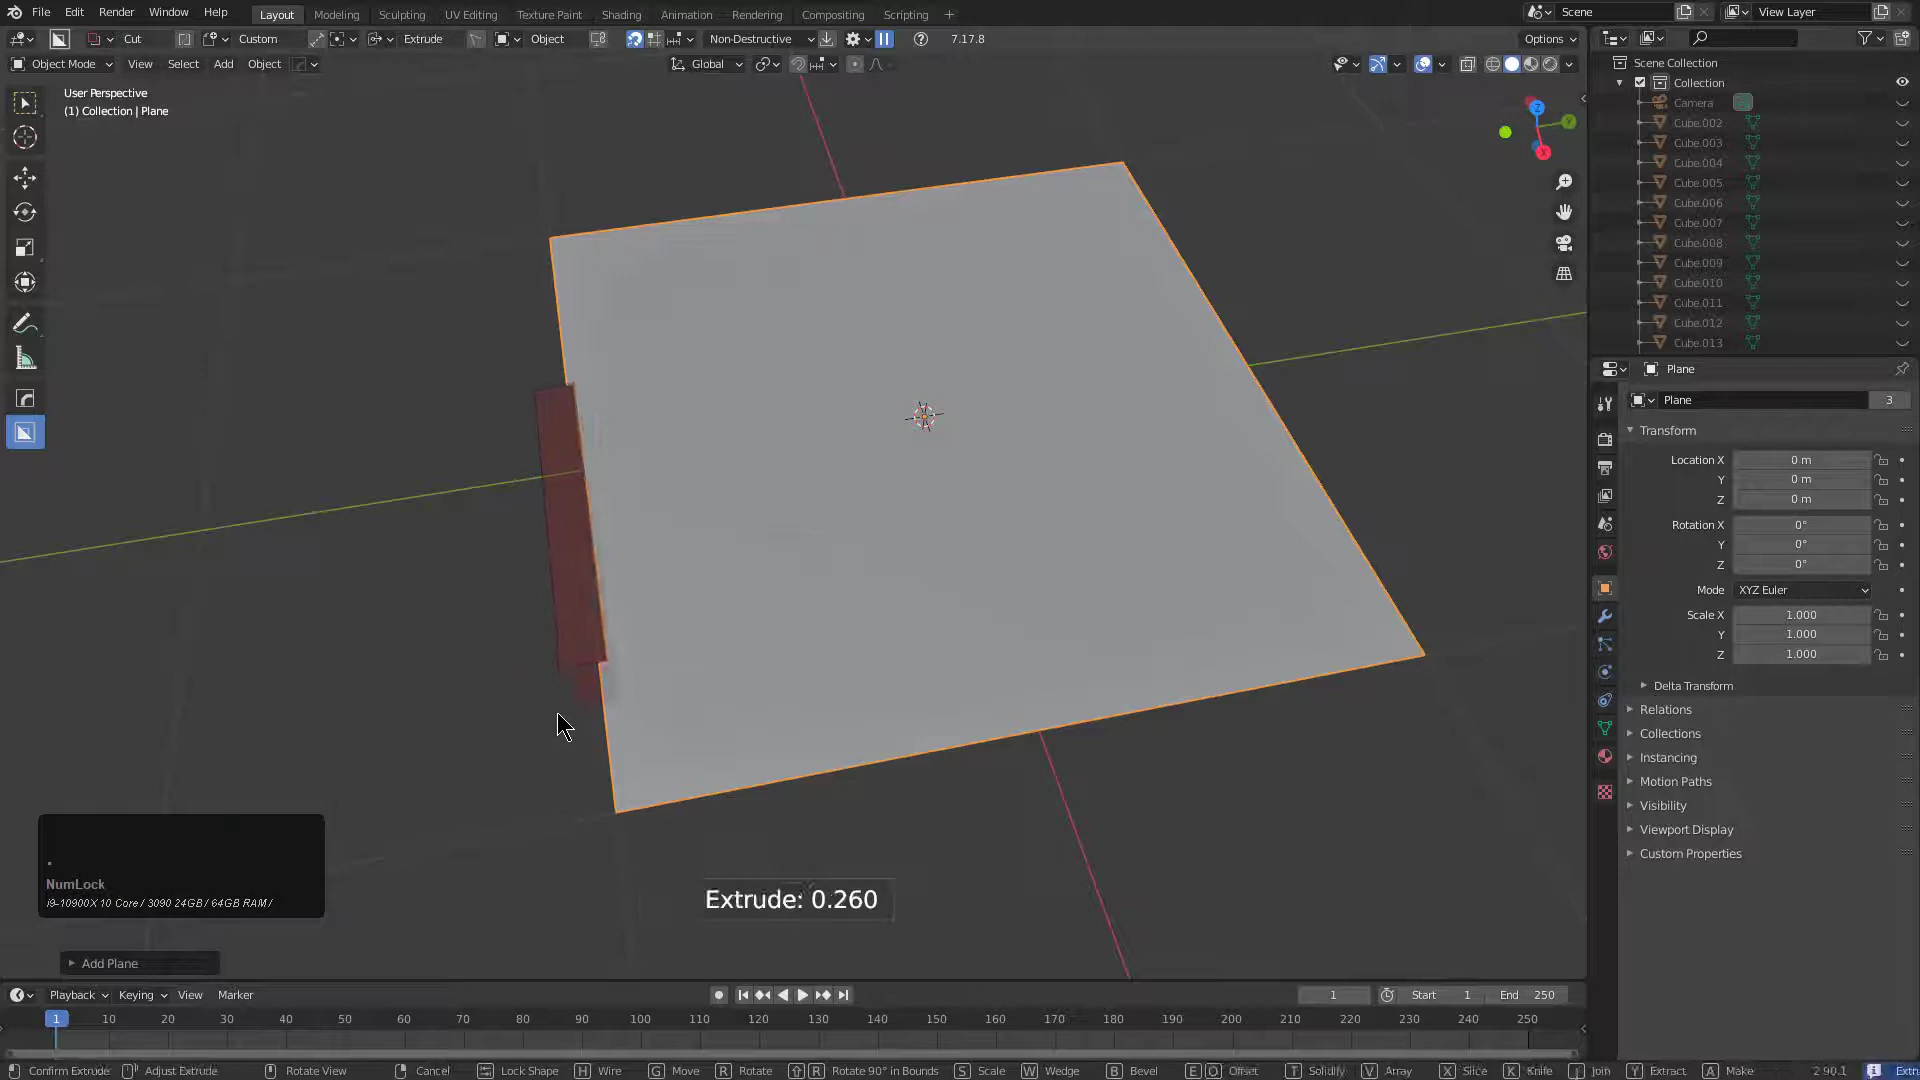 File Edit Render Window Help Layout Modeling Sculpting UV Editing Texture Paint Shading Animation Rendering Compositing Scripting + Scene View Layer
Cut Custom Extrude Object Non-Destructive 7.17.8 Options
Object Mode View Select Add Object Global
User Perspective
(1) Collection | Plane
Z
Y
X
Scene Collection
Collection
Camera
Cube.002
Cube.003
Cube.004
Cube.005
Cube.006
Cube.007
Cube.008
Cube.009
Cube.010
Cube.011
Cube.012
Cube.013
Plane
Plane 3
Transform
Location X 0 m
Y 0 m
Z 0 m
Rotation X 0°
Y 0°
Z 0°
Mode XYZ Euler
Scale X 1.000
Y 1.000
Z 1.000
Delta Transform
Relations
Collections
Instancing
Motion Paths
Visibility
Viewport Display
Custom Properties
NumLock
i9-10900X 10 Core / 3090 24GB / 64GB RAM /
Extrude: 0.260
Add Plane
Playback Keying View Marker 1 Start 1 End 250
1 10 20 30 40 50 60 70 80 90 100 110 120 130 140 150 160 170 180 190 200 210 220 230 240 250
Confirm Extrude Adjust Extrude Rotate View Cancel Lock Shape H Wire G Move R Rotate R Rotate 90° in Bounds S Scale W Wedge B Bevel E O Offset T Solidify V Array X Slice K Knife J Join Y Extract A Make 2.90.1 Extru